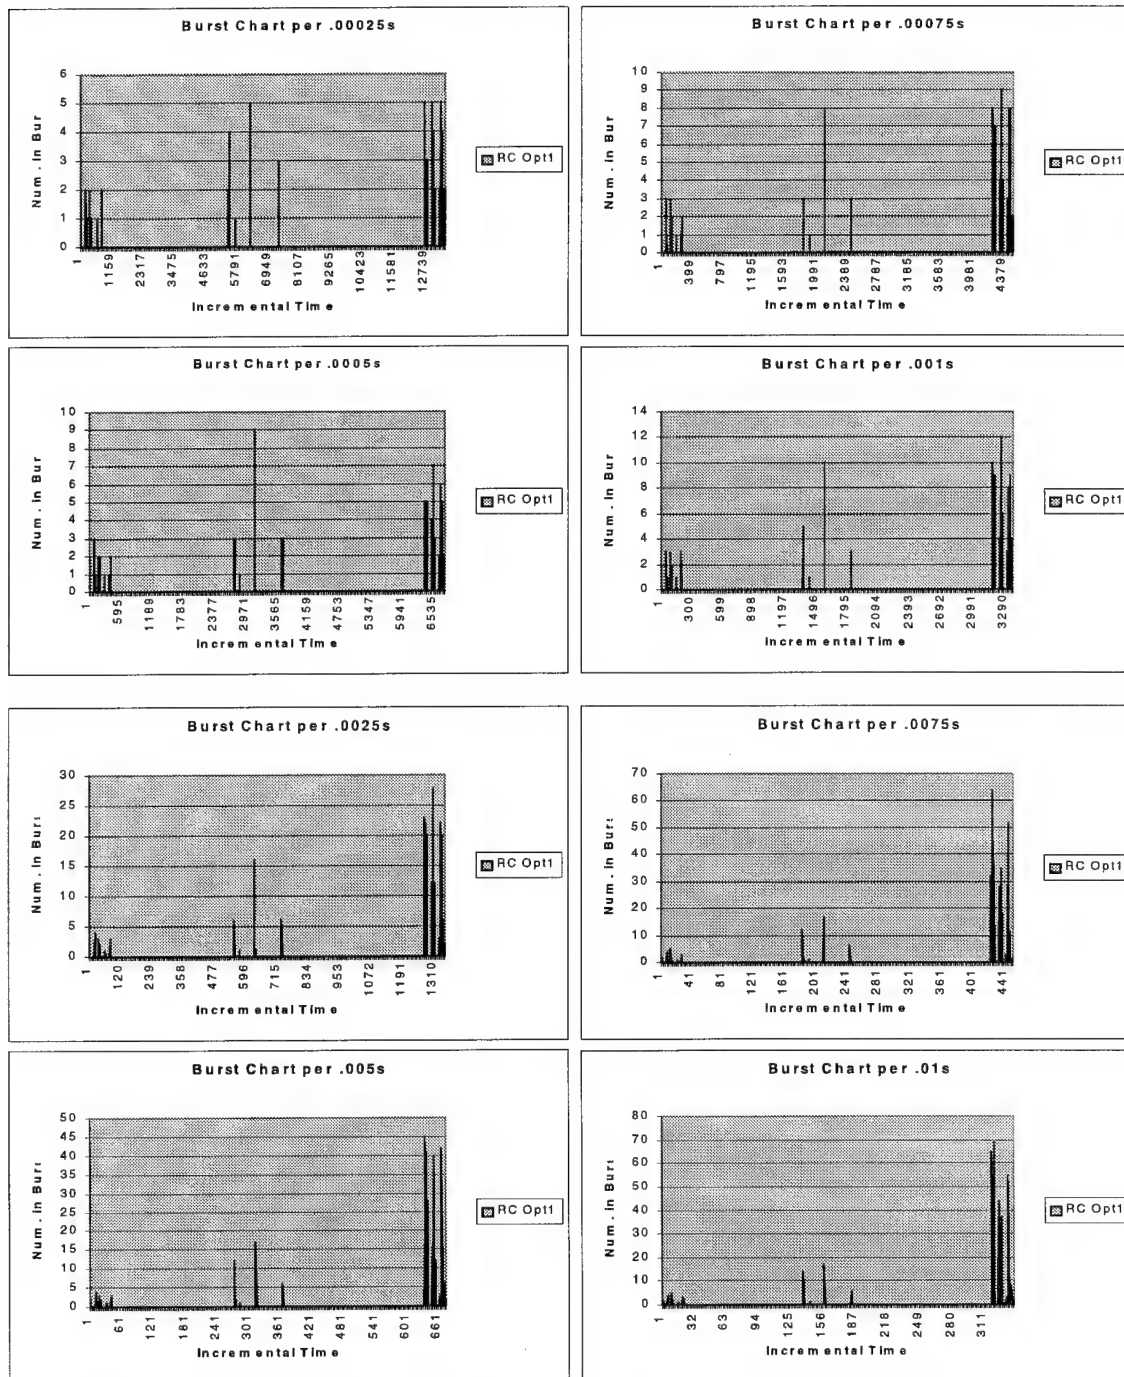 Burst Chart per .00025s
6
5
4
3
2
1
0
Num. in Bur
1 1159 2317 3475 4633 5791 6949 8107 9265 10423 11581 12739
Incremental Time
RC Opt1
Burst Chart per .00075s
10
9
8
7
6
5
4
3
2
1
0
Num. in Bur
1 399 797 1195 1593 1991 2389 2787 3185 3583 3981 4379
Incremental Time
RC Opt1
Burst Chart per .0005s
10
9
8
7
6
5
4
3
2
1
0
Num. in Bur
1 595 1189 1783 2377 2971 3565 4159 4753 5347 5941 6535
Incremental Time
RC Opt1
Burst Chart per .001s
14
12
10
8
6
4
2
0
Num. in Bur
1 300 599 898 1197 1496 1795 2094 2393 2692 2991 3290
Incremental Time
RC Opt1
Burst Chart per .0025s
30
25
20
15
10
5
0
Num. in Burs
1 120 239 358 477 596 715 834 953 1072 1191 1310
Incremental Time
RC Opt1
Burst Chart per .0075s
70
60
50
40
30
20
10
0
Num. in Burs
1 41 81 121 161 201 241 281 321 361 401 441
Incremental Time
RC Opt1
Burst Chart per .005s
50
45
40
35
30
25
20
15
10
5
0
Num. in Burs
1 61 121 181 241 301 361 421 481 541 601 661
Incremental Time
RC Opt1
Burst Chart per .01s
80
70
60
50
40
30
20
10
0
Num. in Burs
1 32 63 94 125 156 187 218 249 280 311
Incremental Time
RC Opt1